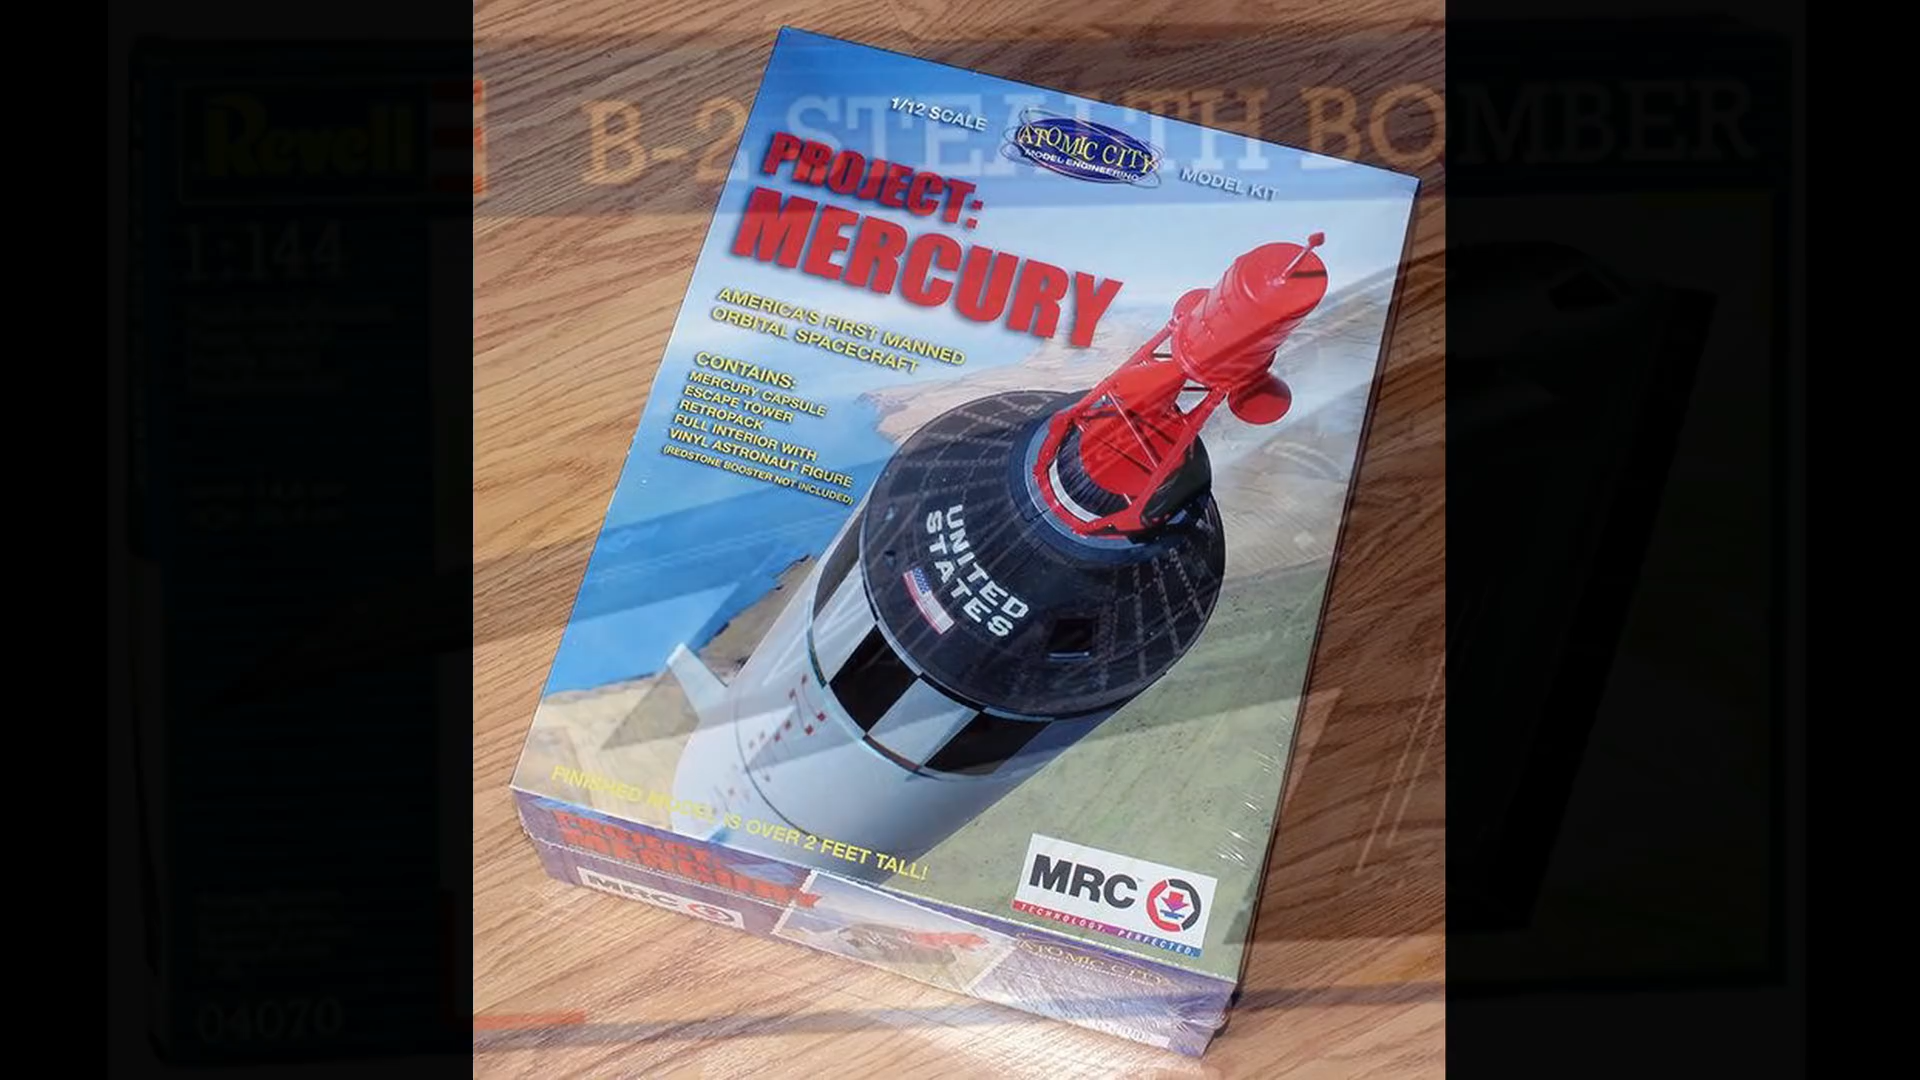 Revell
B-2 STEALTH BOMBER
1:144
04070
1/12 SCALE
ATOMIC CITY
MODEL ENGINEERING
MODEL KIT
PROJECT:
MERCURY
AMERICA'S FIRST MANNED
ORBITAL SPACECRAFT
CONTAINS:
MERCURY CAPSULE
ESCAPE TOWER
RETROPACK
FULL INTERIOR WITH
VINYL ASTRONAUT FIGURE
(REDSTONE BOOSTER NOT INCLUDED)
UNITED
STATES
FINISHED MODEL IS OVER 2 FEET TALL!
MRC
TECHNOLOGY. PERFECTED.
PROJECT:
MERCURY
MRC
ATOMIC CITY